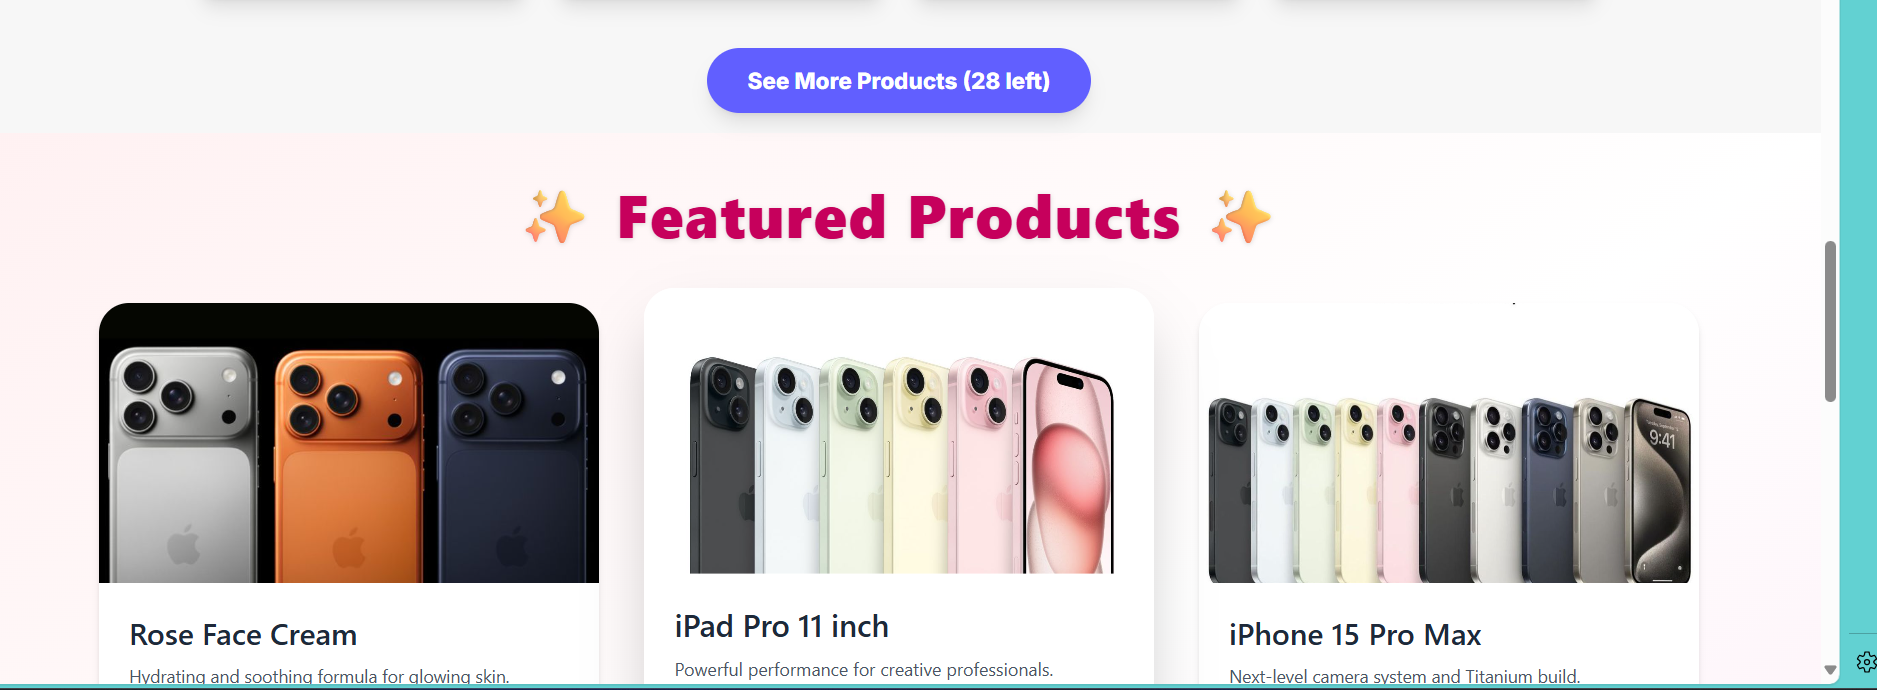 See More Products (28 left)
✨ Featured Products ✨
9:41
Rose Face Cream
Hydrating and soothing formula for glowing skin.
iPad Pro 11 inch
Powerful performance for creative professionals.
iPhone 15 Pro Max
Next-level camera system and Titanium build.